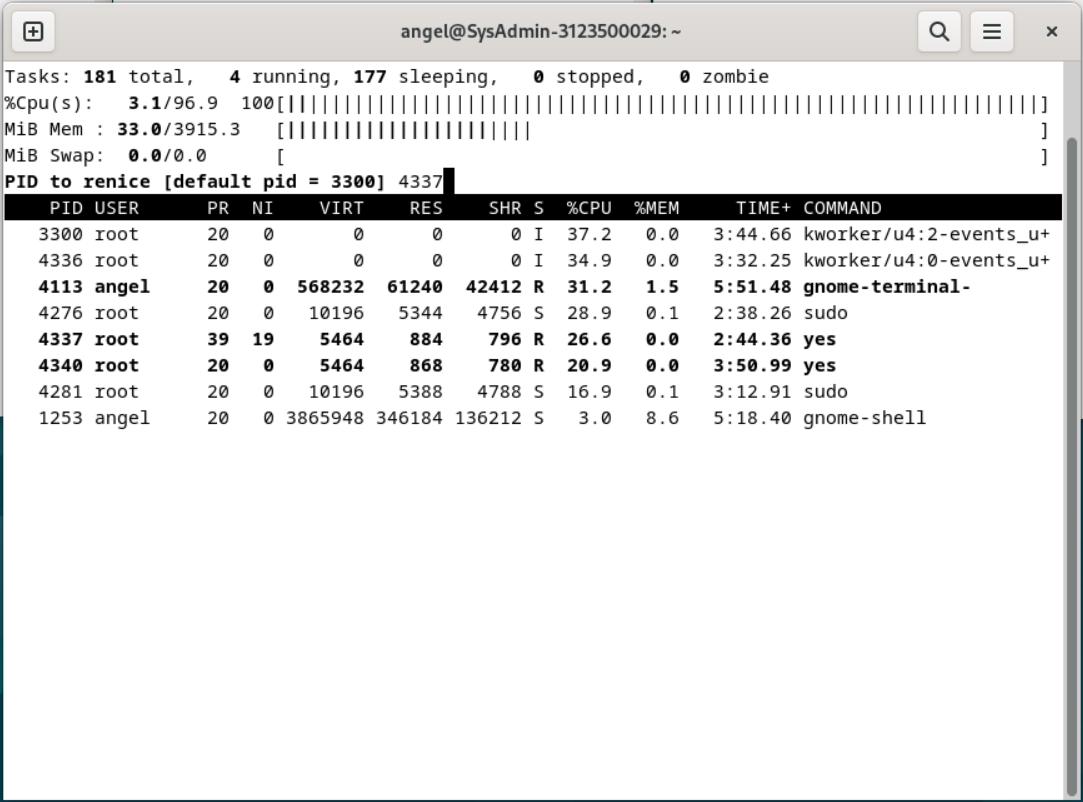 angel@SysAdmin-3123500029: ~
Tasks: 181 total,   4 running, 177 sleeping,   0 stopped,   0 zombie
%Cpu(s):   3.1/96.9  100[||||||||||||||||||||||||||||||||||||||||||||||||||||||||||||||||||||]
MiB Mem : 33.0/3915.3   [||||||||||||||||||||||                                              ]
MiB Swap:  0.0/0.0      [                                                                    ]
PID to renice [default pid = 3300] 4337
PID USER      PR  NI    VIRT    RES    SHR S  %CPU  %MEM     TIME+ COMMAND
3300 root      20   0       0      0      0 I  37.2   0.0   3:44.66 kworker/u4:2-events_u+
4336 root      20   0       0      0      0 I  34.9   0.0   3:32.25 kworker/u4:0-events_u+
4113 angel     20   0  568232  61240  42412 R  31.2   1.5   5:51.48 gnome-terminal-
4276 root      20   0   10196   5344   4756 S  28.9   0.1   2:38.26 sudo
4337 root      39  19    5464    884    796 R  26.6   0.0   2:44.36 yes
4340 root      20   0    5464    868    780 R  20.9   0.0   3:50.99 yes
4281 root      20   0   10196   5388   4788 S  16.9   0.1   3:12.91 sudo
1253 angel     20   0 3865948 346184 136212 S   3.0   8.6   5:18.40 gnome-shell